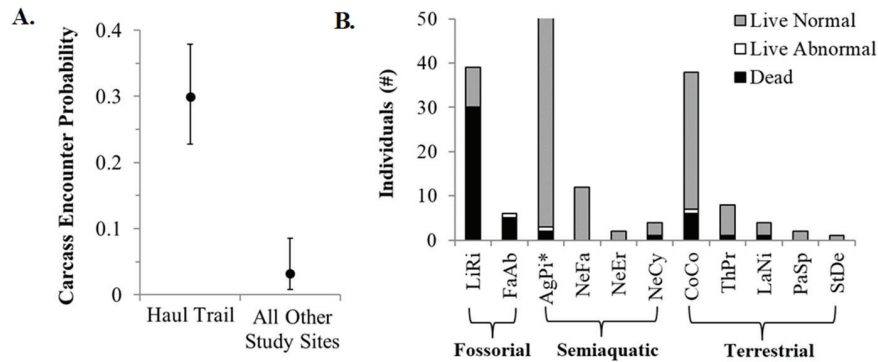 A.
Carcass Encounter Probability
0.4
0.3
0.2
0.1
0
Haul Trail
All Other
Study Sites
B.
Individuals (#)
50
40
30
20
10
0
Live Normal
Live Abnormal
Dead
LiRi
FaAb
AgPi*
NeFa
NeEr
NeCy
CoCo
ThPr
LaNi
PaSp
StDe
Fossorial
Semiaquatic
Terrestrial